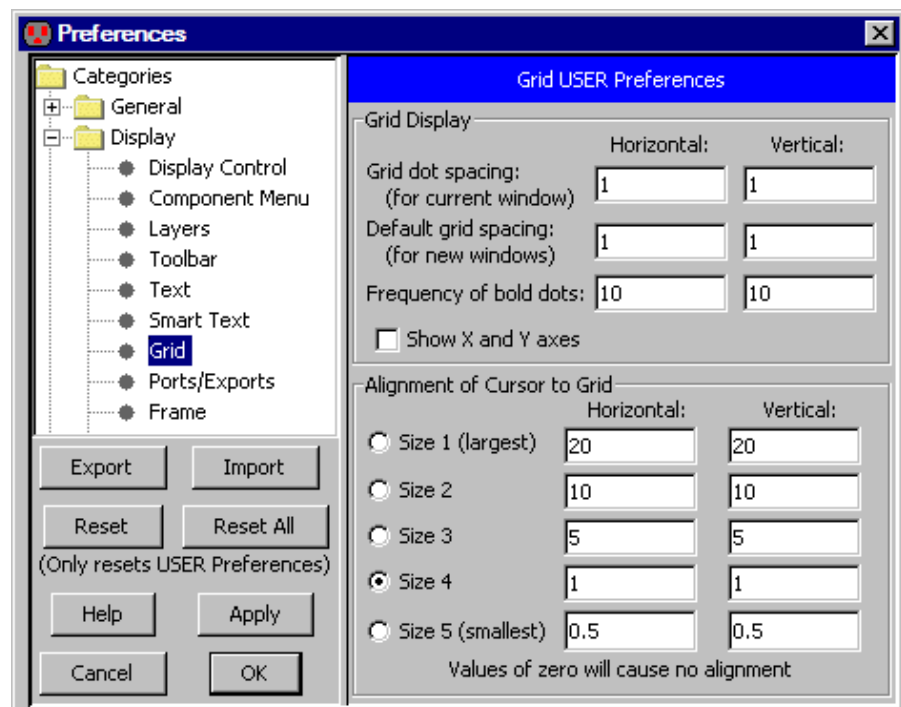 Preferences
Categories
General
Display
Display Control
Component Menu
Layers
Toolbar
Text
Smart Text
Grid
Ports/Exports
Frame
Export Import
Reset Reset All
(Only resets USER Preferences)
Help Apply
Cancel OK
Grid USER Preferences
Grid Display
Horizontal: Vertical:
Grid dot spacing:
(for current window) 1 1
Default grid spacing:
(for new windows) 1 1
Frequency of bold dots: 10 10
Show X and Y axes
Alignment of Cursor to Grid
Horizontal: Vertical:
Size 1 (largest) 20 20
Size 2 10 10
Size 3 5 5
Size 4 1 1
Size 5 (smallest) 0.5 0.5
Values of zero will cause no alignment